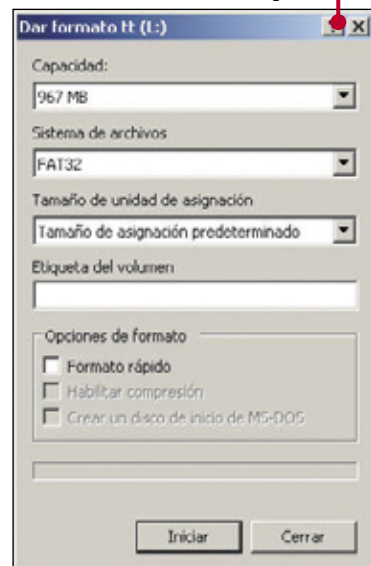 Dar formato tt (L:)
Capacidad:
967 MB
Sistema de archivos
FAT32
Tamaño de unidad de asignación
Tamaño de asignación predeterminado
Etiqueta del volumen
Opciones de formato
Formato rápido
Habilitar compresión
Crear un disco de inicio de MS-DOS
Iniciar Cerrar